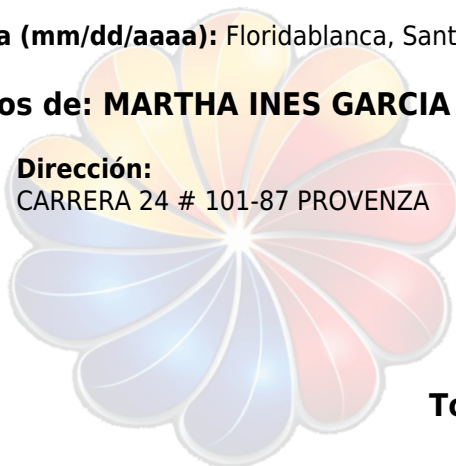 a (mm/dd/aaaa): Floridablanca, Sant
os de: MARTHA INES GARCIA
Dirección:
CARRERA 24 # 101-87 PROVENZA
To